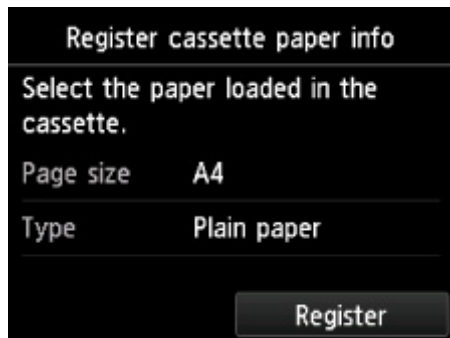 Register cassette paper info
Select the paper loaded in the
cassette.
Page size A4
Type Plain paper
Register